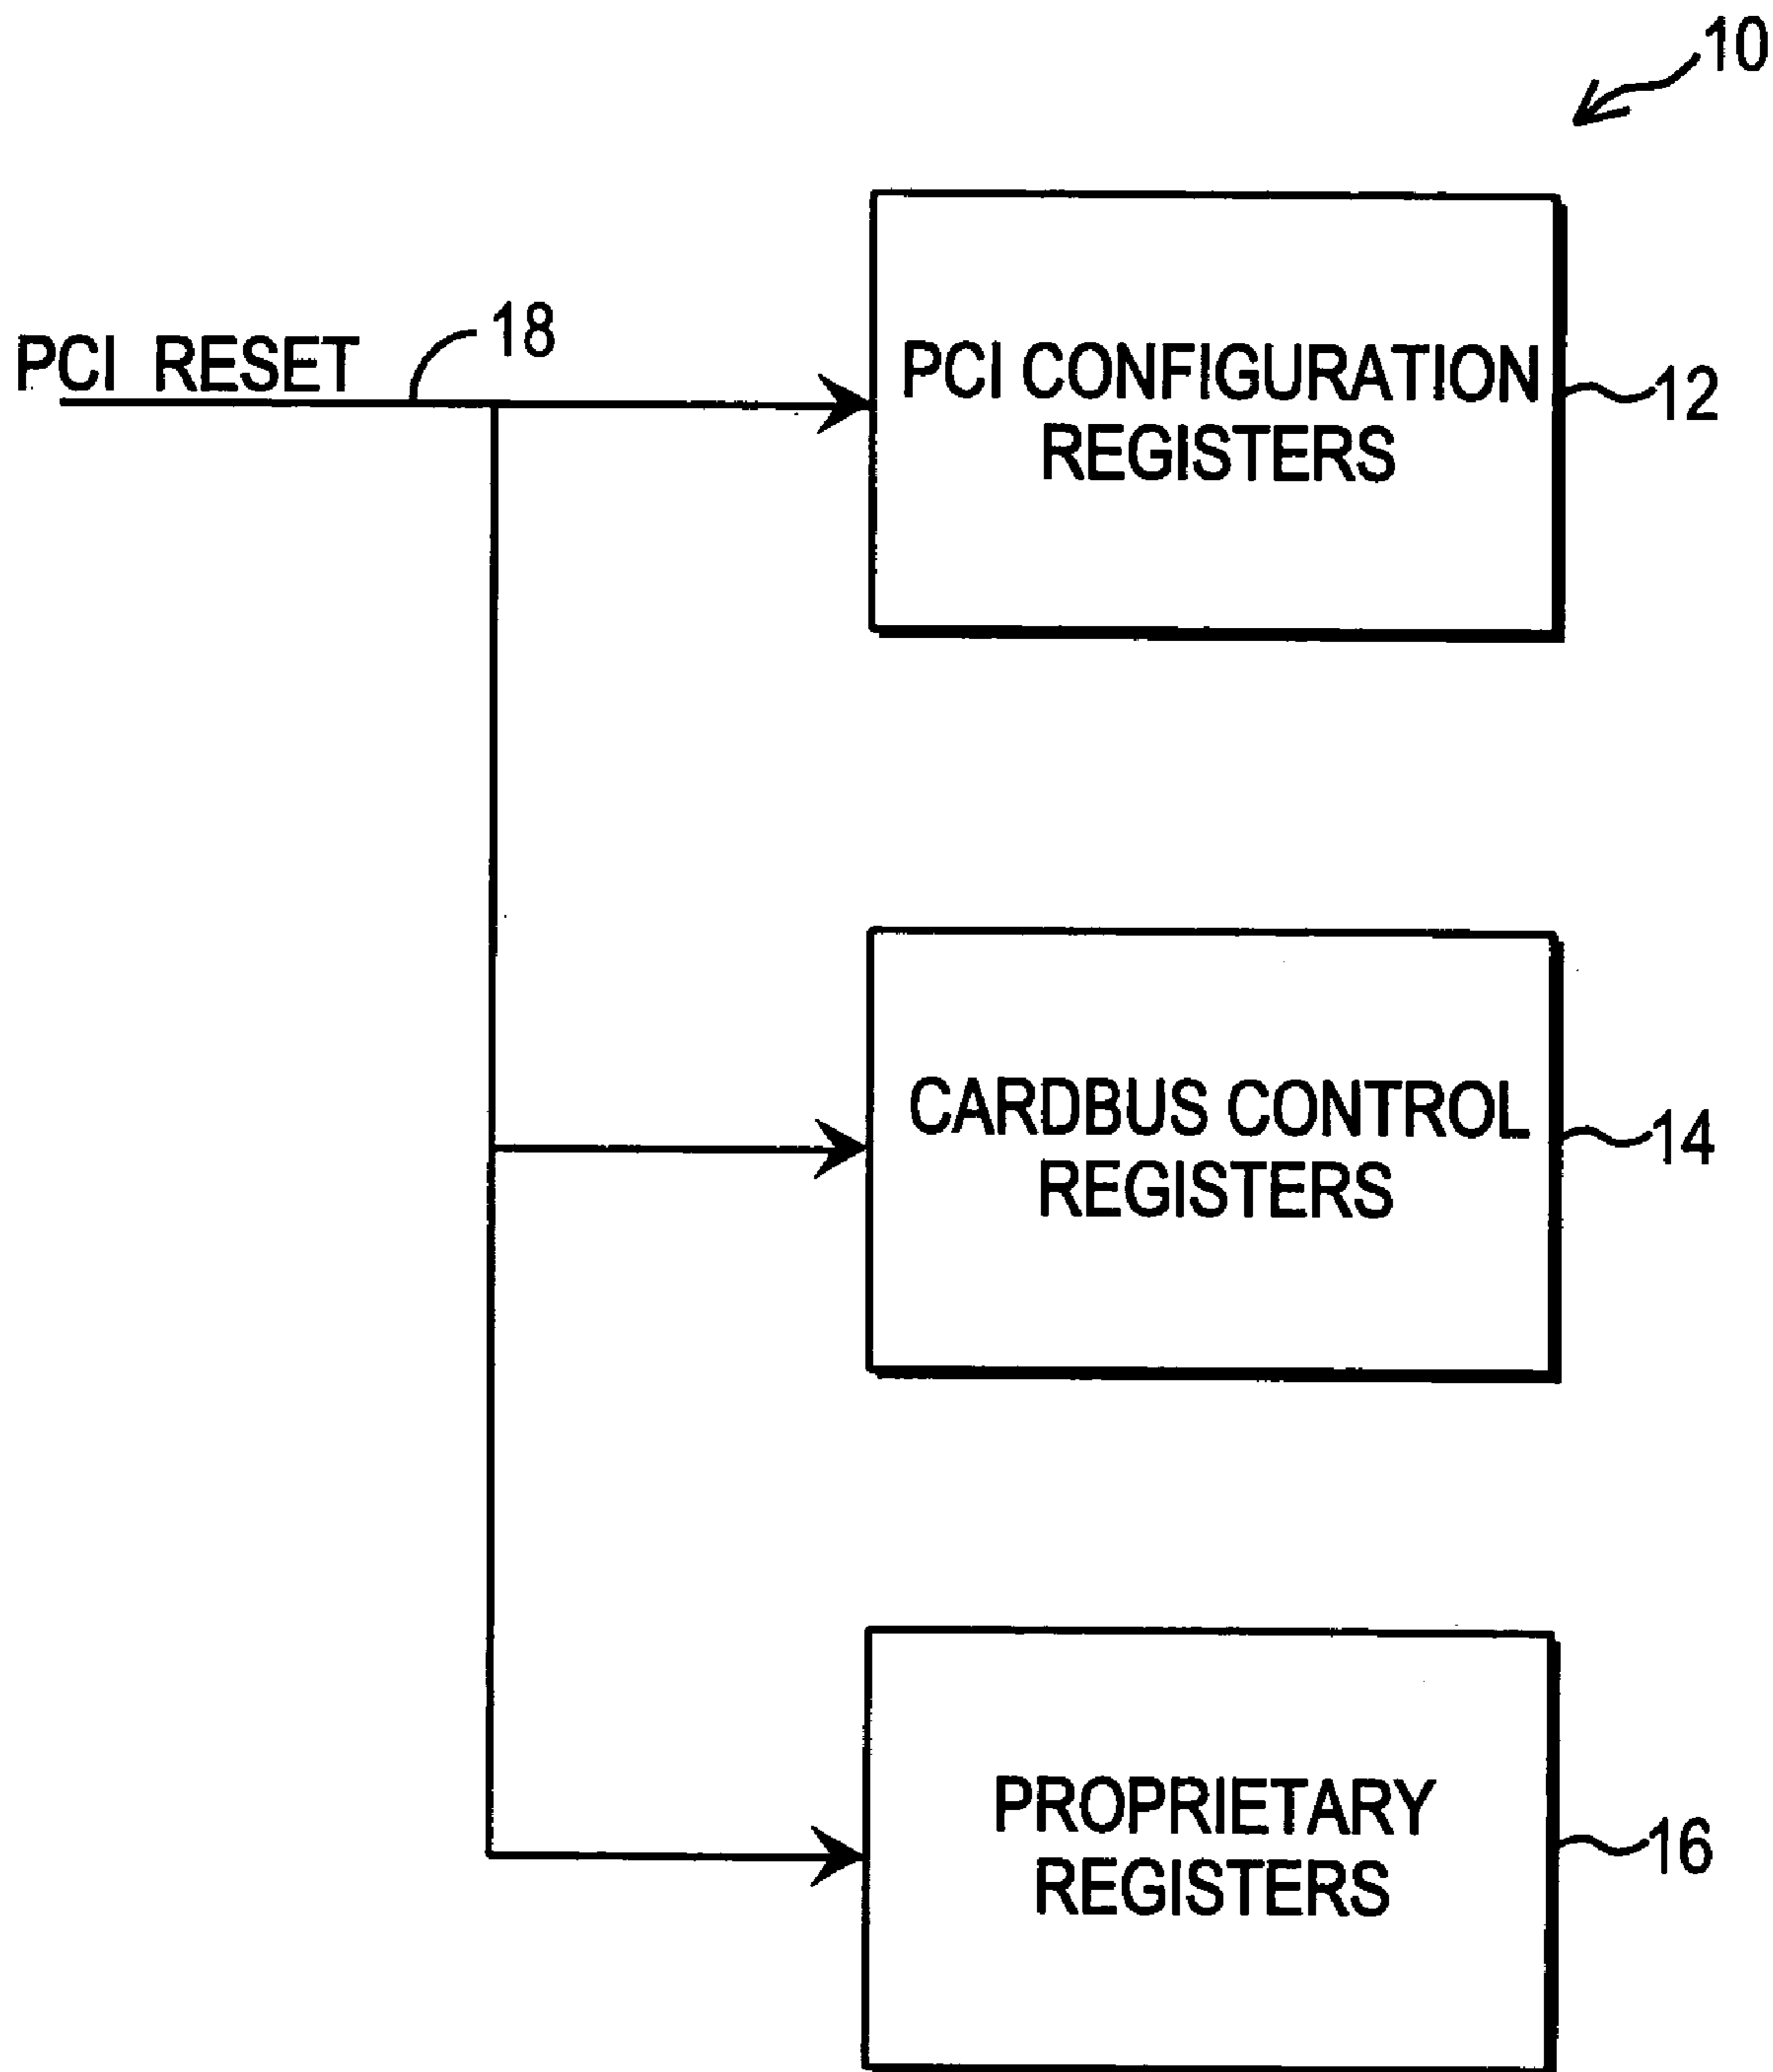 10
PCI RESET
18
PCI CONFIGURATION
REGISTERS
12
CARDBUS CONTROL
REGISTERS
14
PROPRIETARY
REGISTERS
16